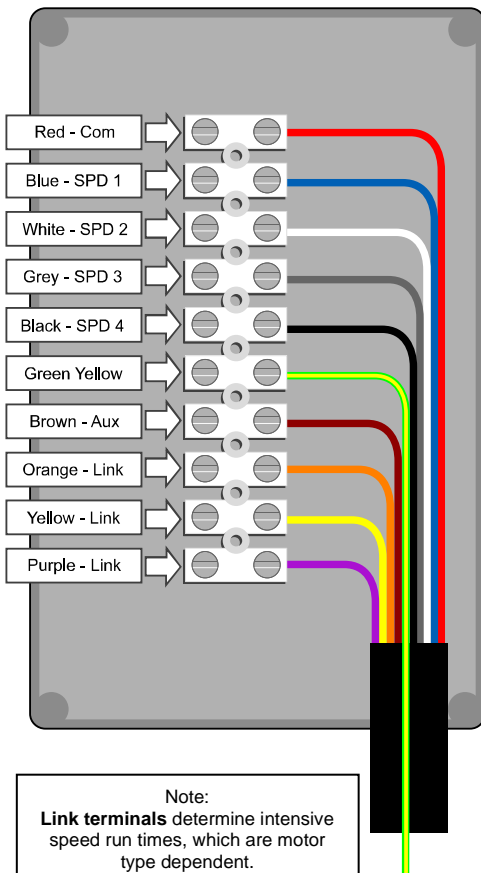 Red - Com
Blue - SPD 1
White - SPD 2
Grey - SPD 3
Black - SPD 4
Green Yellow
Brown - Aux
Orange - Link
Yellow - Link
Purple - Link
Note:
Link terminals determine intensive
speed run times, which are motor
type dependent.